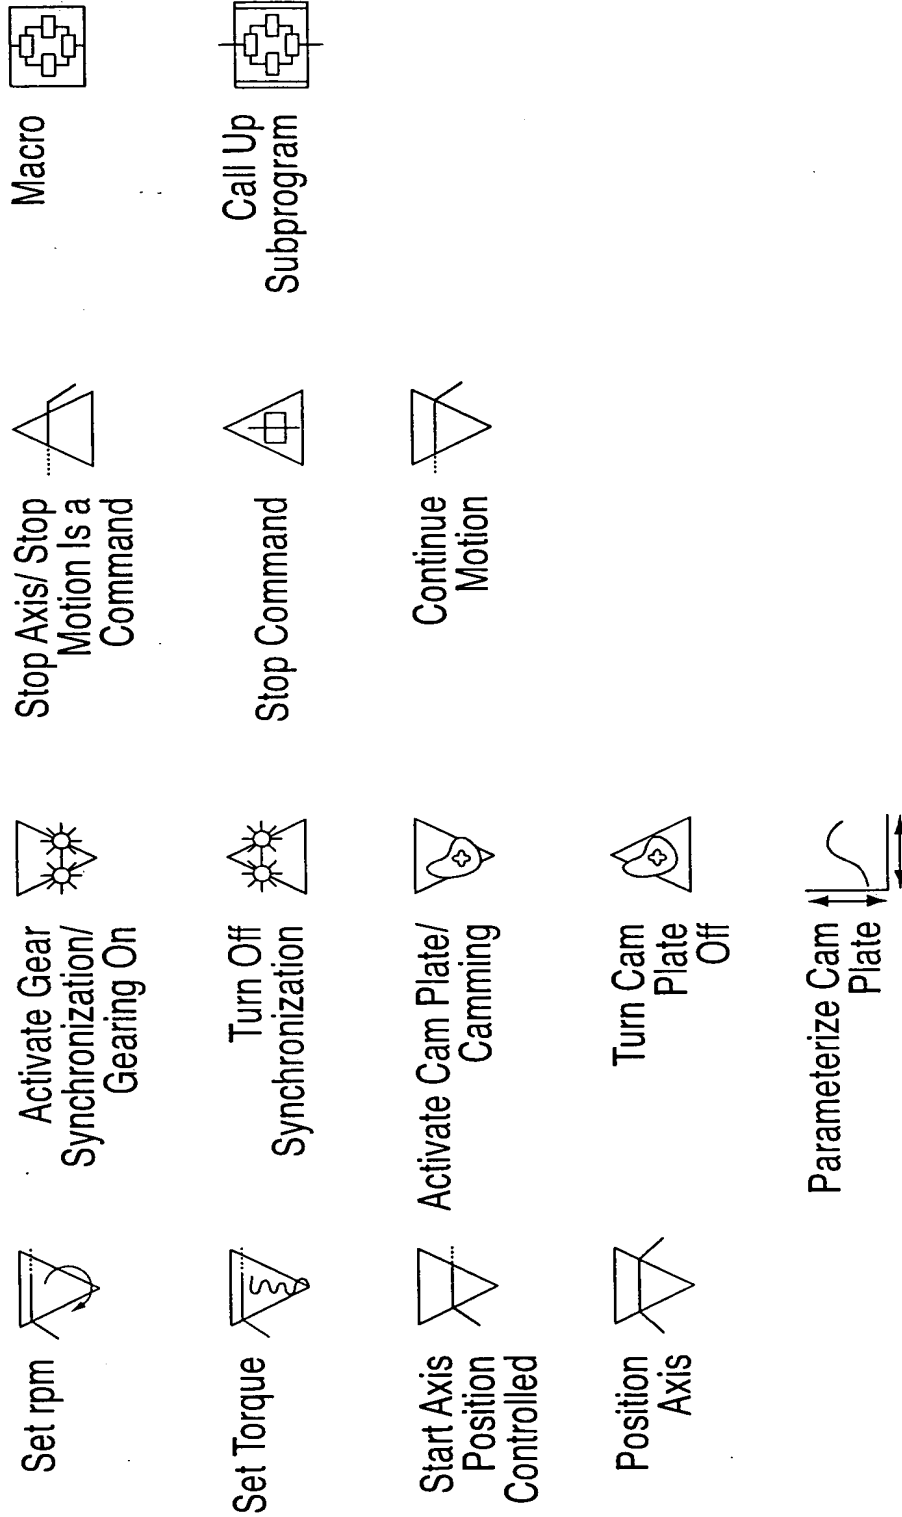 Set rpm
Set Torque
Start Axis
Position
Controlled
Position
Axis
Activate Gear
Synchronization/
Gearing On
Turn Off
Synchronization
Activate Cam Plate/
Camming
Turn Cam
Plate
Off
Parameterize Cam
Plate
Stop Axis/ Stop
Motion Is a
Command
Stop Command
Continue
Motion
Macro
Call Up
Subprogram